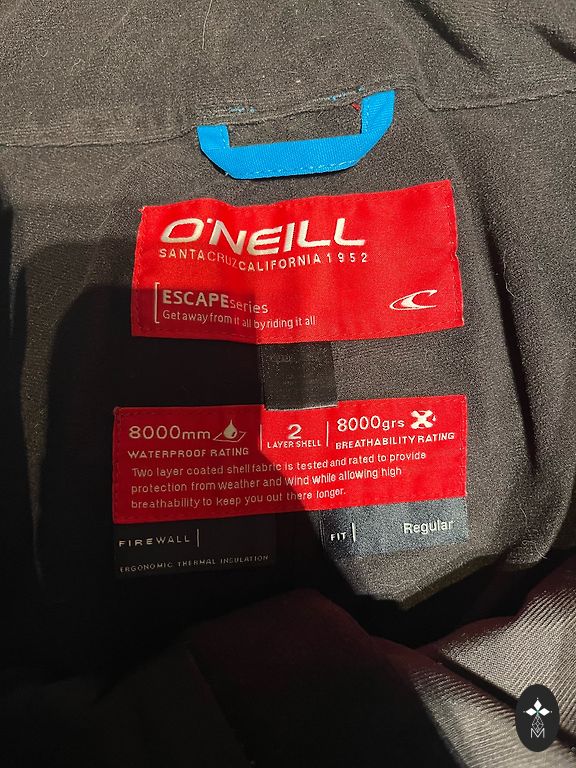 O'NEILL
SANTA CRUZ CALIFORNIA 1952
ESCAPEseries
Get away from it all by riding it all
8000mm
WATERPROOF RATING
2
LAYER SHELL
8000grs
BREATHABILITY RATING
Two layer coated shell fabric is tested and rated to provide
protection from weather and wind while allowing high
breathability to keep you out there longer.
FIREWALL
ERGONOMIC THERMAL INSULATION
FIT
Regular
M